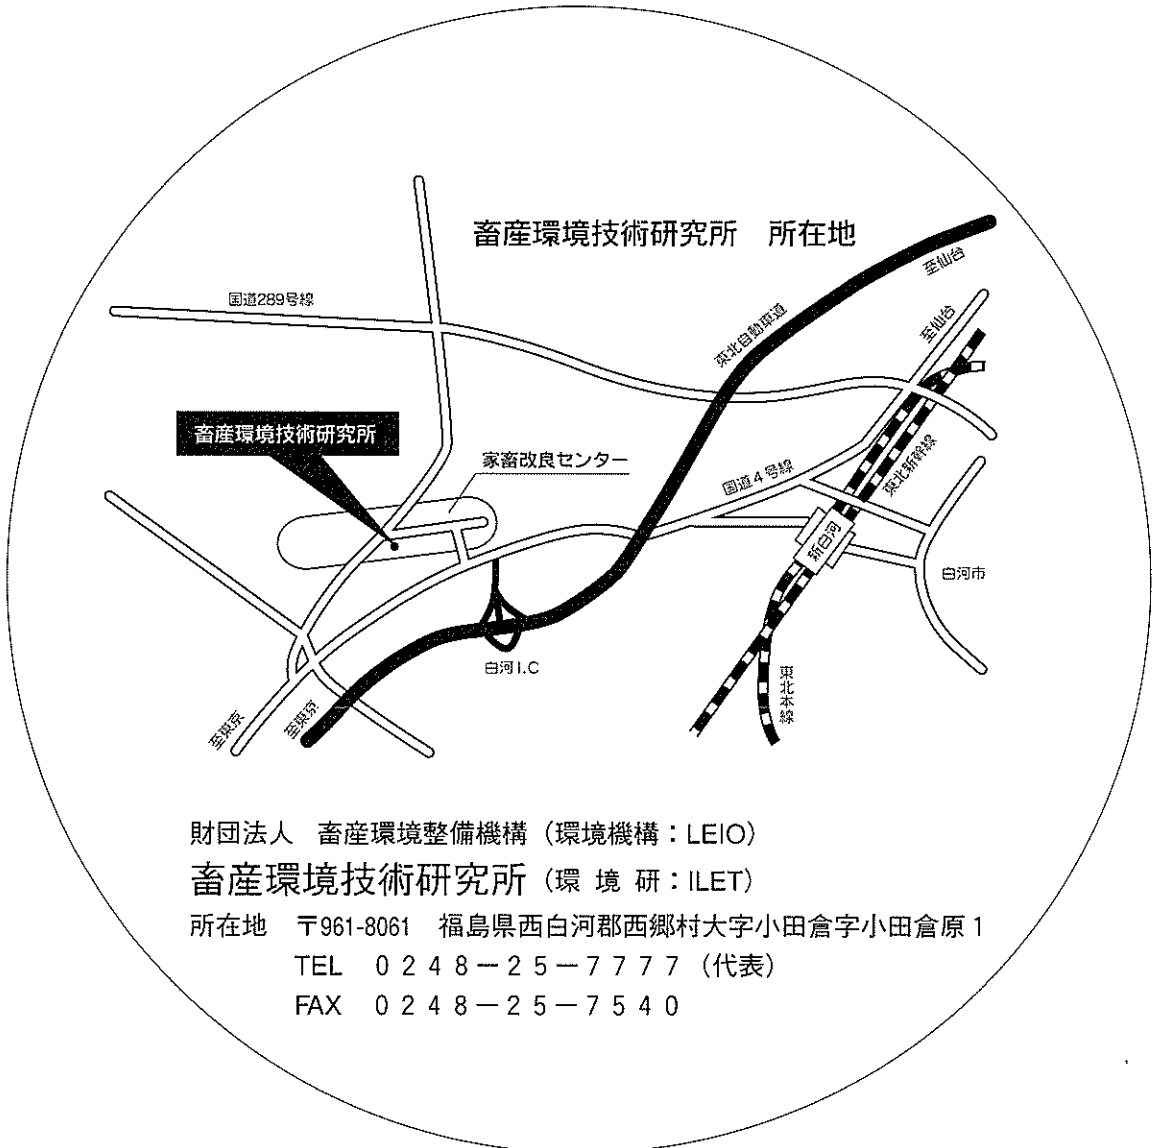 畜産環境技術研究所　所在地
至仙台
国道289号線
東北自動車道
至仙台
畜産環境技術研究所
家畜改良センター
国道４号線
東北新幹線
新白河
白河市
白河I.C
東北本線
至東京
至東京
財団法人　畜産環境整備機構（環境機構：LEIO）
畜産環境技術研究所（環 境 研：ILET）
所在地　〒961-8061　福島県西白河郡西郷村大字小田倉字小田倉原１
TEL　０２４８－２５－７７７７（代表）
FAX　０２４８－２５－７５４０